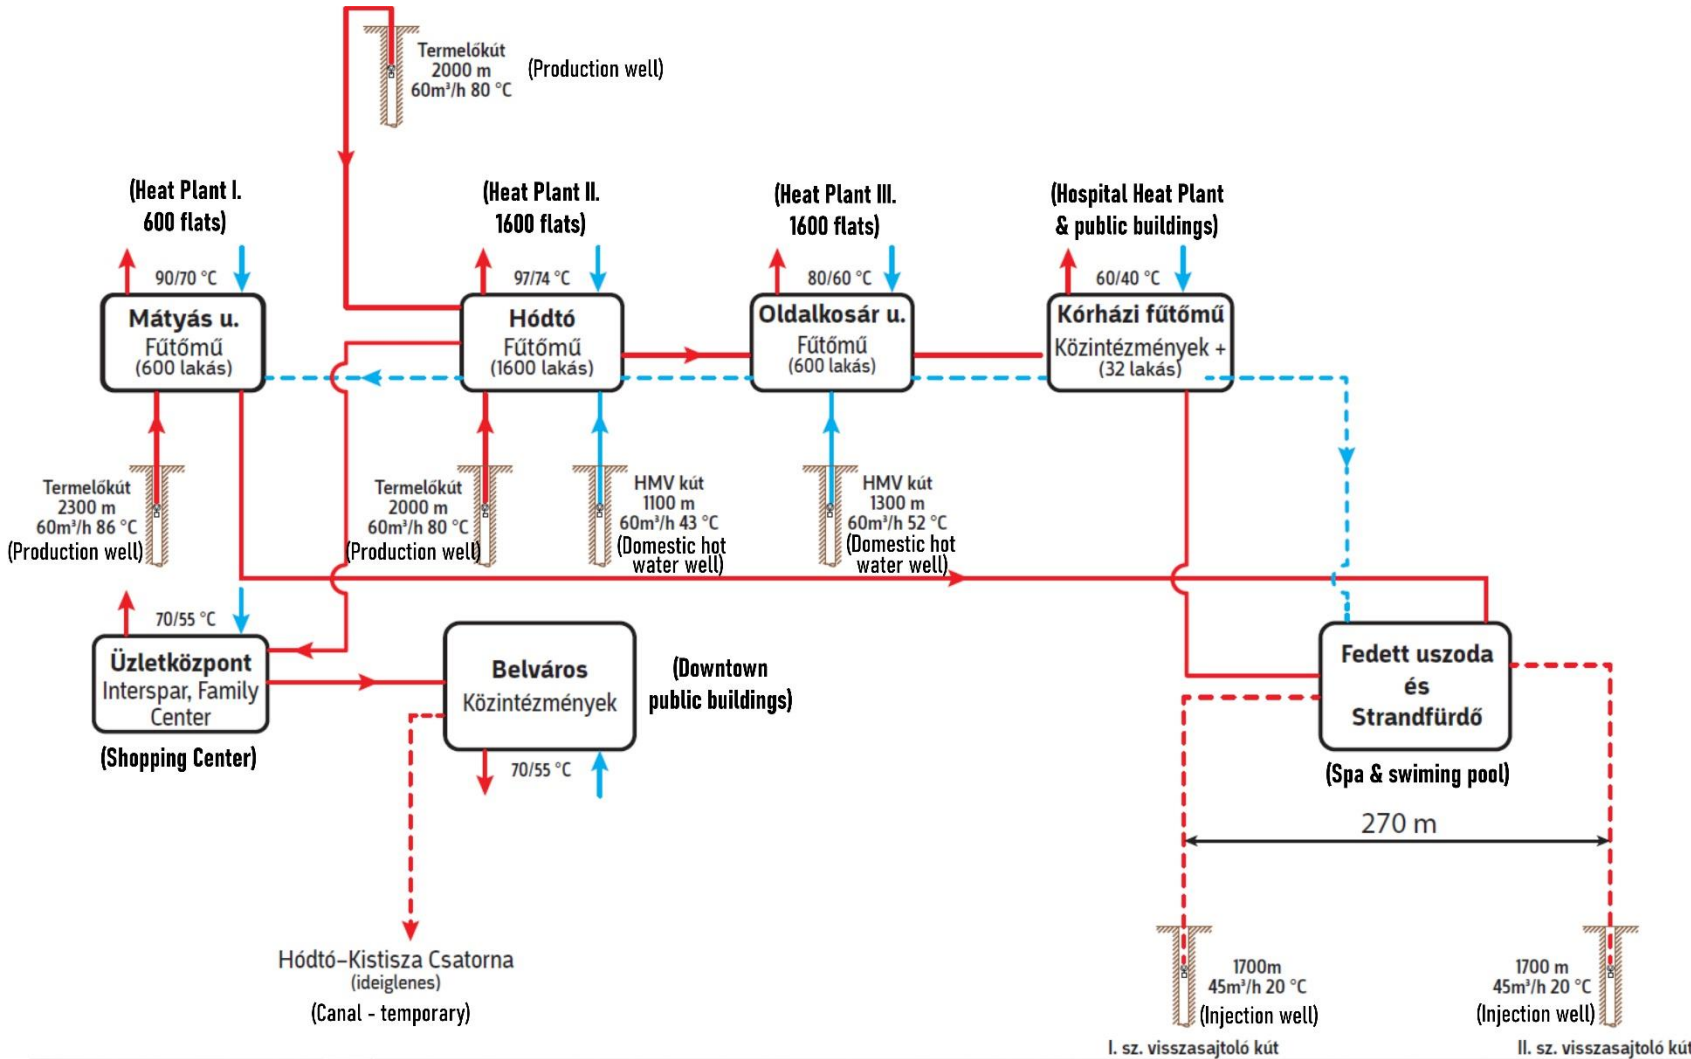 Termelőkút
2000 m
60m³/h 80 °C
(Production well)
(Heat Plant I.
600 flats)
(Heat Plant II.
1600 flats)
(Heat Plant III.
1600 flats)
(Hospital Heat Plant
& public buildings)
90/70 °C
97/74 °C
80/60 °C
60/40 °C
Mátyás u.
Fűtőmű
(600 lakás)
Hódtó
Fűtőmű
(1600 lakás)
Oldalkosár u.
Fűtőmű
(600 lakás)
Kórházi fűtőmű
Közintézmények +
(32 lakás)
Termelőkút
2300 m
60m³/h 86 °C
(Production well)
Termelőkút
2000 m
60m³/h 80 °C
(Production well)
HMV kút
1100 m
60m³/h 43 °C
(Domestic hot
water well)
HMV kút
1300 m
60m³/h 52 °C
(Domestic hot
water well)
70/55 °C
Üzletközpont
Interspar, Family
Center
(Shopping Center)
Belváros
Közintézmények
(Downtown
public buildings)
70/55 °C
Fedett uszoda
és
Strandfürdő
(Spa & swiming pool)
270 m
Hódtó–Kistisza Csatorna
(ideiglenes)
(Canal - temporary)
1700m
45m³/h 20 °C
(Injection well)
I. sz. visszasajtoló kút
1700 m
45m³/h 20 °C
(Injection well)
II. sz. visszasajtoló kút